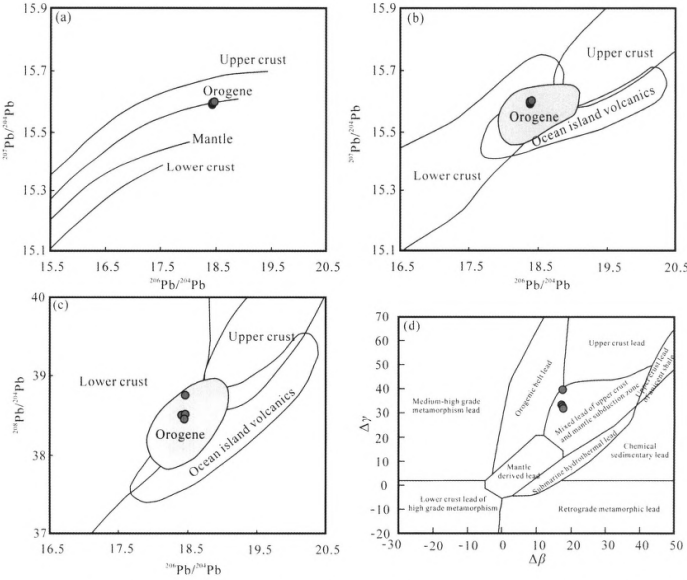 (a)
15.9
15.7
15.5
15.3
15.1
²⁰⁷Pb/²⁰⁴Pb
Upper crust
Orogene
Mantle
Lower crust
15.5
16.5
17.5
18.5
19.5
20.5
²⁰⁶Pb/²⁰⁴Pb
(b)
15.9
15.7
15.5
15.3
15.1
²⁰⁷Pb/²⁰⁴Pb
Upper crust
Orogene
Ocean island volcanics
Lower crust
16.5
17.5
18.5
19.5
20.5
²⁰⁶Pb/²⁰⁴Pb
(c)
40
39
38
37
²⁰⁸Pb/²⁰⁴Pb
Upper crust
Lower crust
Orogene
Ocean island volcanics
16.5
17.5
18.5
19.5
20.5
²⁰⁶Pb/²⁰⁴Pb
(d)
70
60
50
40
30
20
10
0
-10
-20
Δγ
Upper crust lead
Orogenic belt lead
Medium-high grade
metamorphism lead
Mixed lead of upper crust
and mantle subduction zone
Upper crust lead
of ancient shale
Mantle
derived lead
Submarine hydrothermal lead
Chemical
sedimentary lead
Lower crust lead of
high grade metamorphism
Retrograde metamorphic lead
-30
-20
-10
0
10
20
30
40
50
Δβ